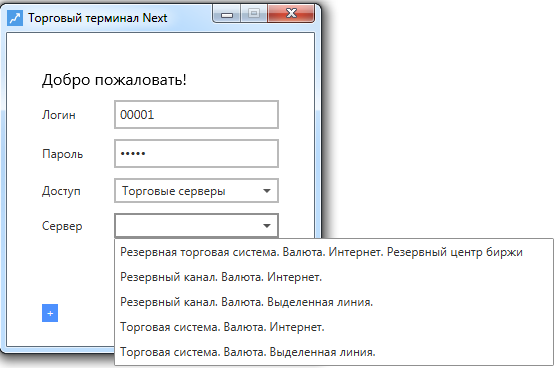 Торговый терминал Next
Добро пожаловать!
Логин 00001
Пароль •••••
Доступ Торговые серверы
Сервер
Резервная торговая система. Валюта. Интернет. Резервный центр биржи
Резервный канал. Валюта. Интернет.
Резервный канал. Валюта. Выделенная линия.
Торговая система. Валюта. Интернет.
+
Торговая система. Валюта. Выделенная линия.